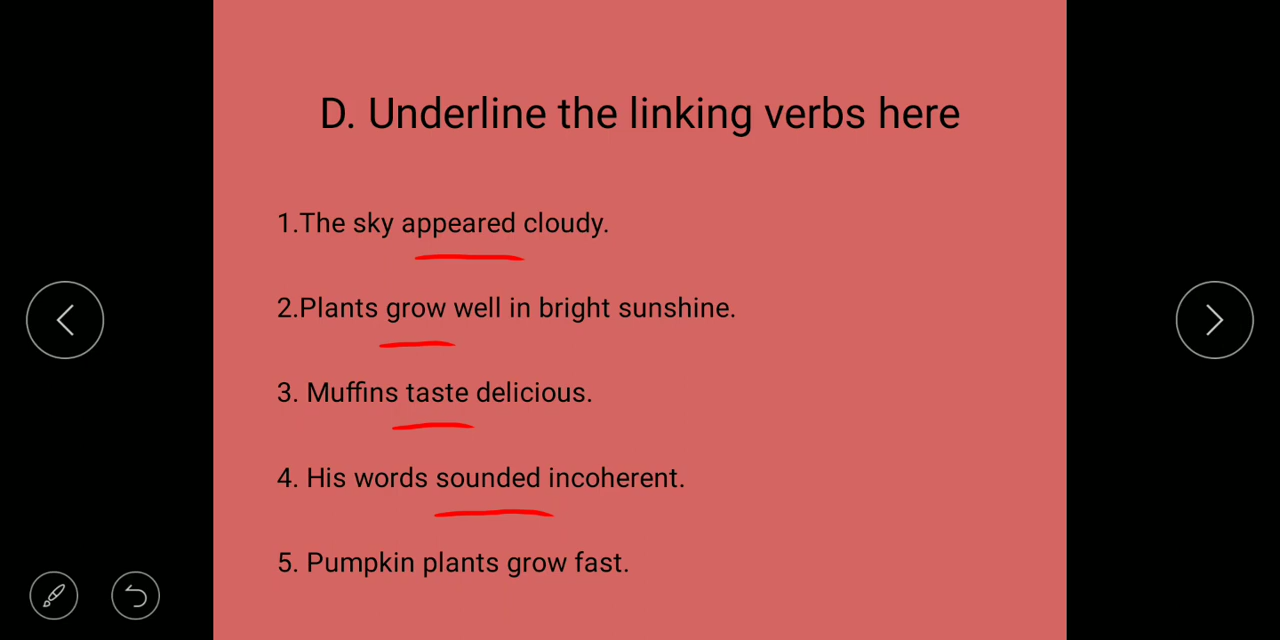 D. Underline the linking verbs here
1.The sky appeared cloudy.
2.Plants grow well in bright sunshine.
3. Muffins taste delicious.
4. His words sounded incoherent.
5. Pumpkin plants grow fast.